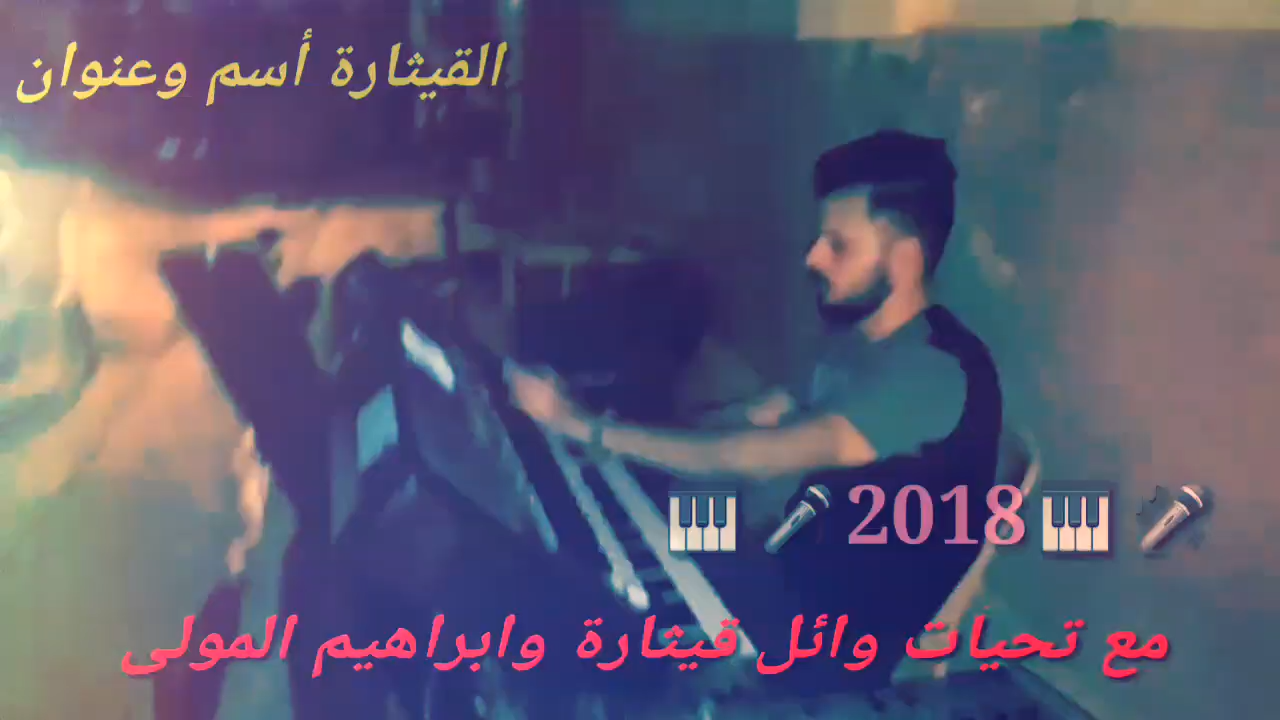 القيثارة أسم وعنوان
🎹 🎤2018🎹 🎤
مع تحيات وائل قيثارة وابراهيم المولى